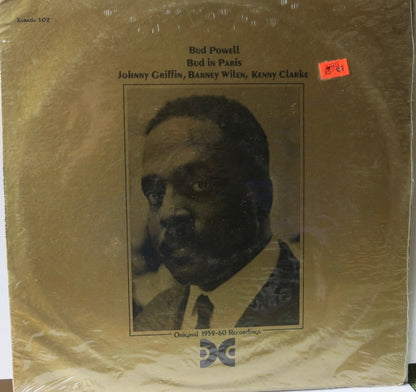 Xanadu 102
Bud Powell
Bud in Paris
Johnny Griffin, Barney Wilen, Kenny Clarke
Original 1959-60 Recordings